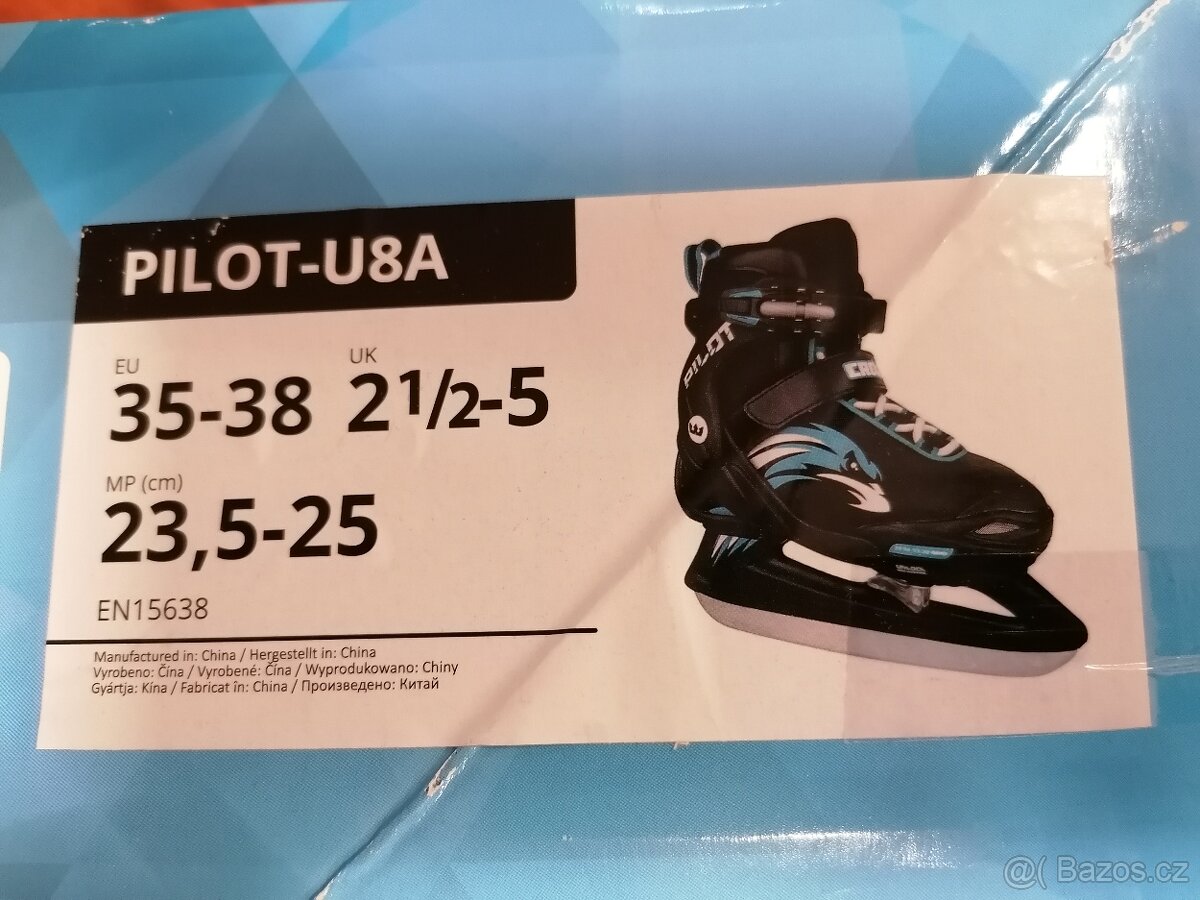 PILOT-U8A
EU
35-38
UK
2 1/2-5
MP (cm)
23,5-25
EN15638
Manufactured in: China / Hergestellt in: China
Vyrobeno: Čína / Vyrobené: Čína / Wyprodukowano: Chiny
Gyártja: Kína / Fabricat în: China / Произведено: Китай
PILOT
CRO
@( Bazos.cz